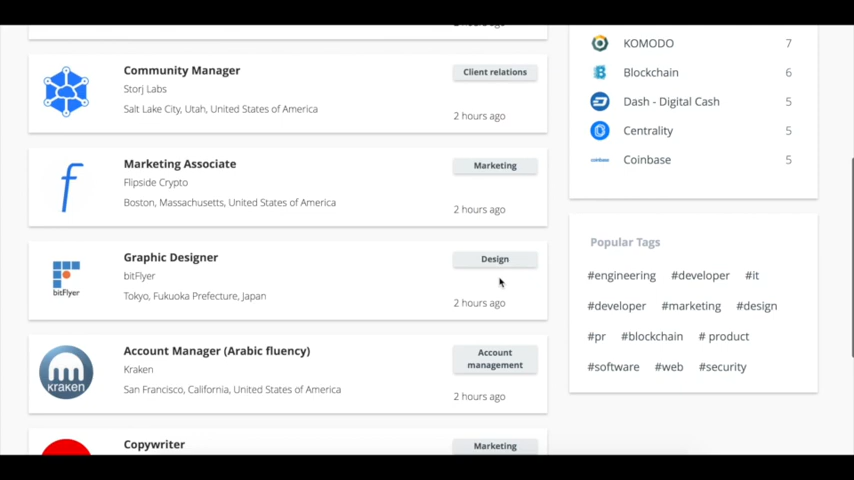 Community Manager
Client relations
Storj Labs
Salt Lake City, Utah, United States of America
2 hours ago
Marketing Associate
Marketing
Flipside Crypto
Boston, Massachusetts, United States of America
2 hours ago
Graphic Designer
Design
bitFlyer
bitFlyer
Tokyo, Fukuoka Prefecture, Japan
2 hours ago
Account Manager (Arabic fluency)
Account
management
Kraken
kraken
San Francisco, California, United States of America
2 hours ago
Copywriter
Marketing
KOMODO 7
Blockchain 6
Dash - Digital Cash 5
Centrality 5
coinbase
Coinbase 5
Popular Tags
#engineering #developer #it
#developer #marketing #design
#pr #blockchain # product
#software #web #security